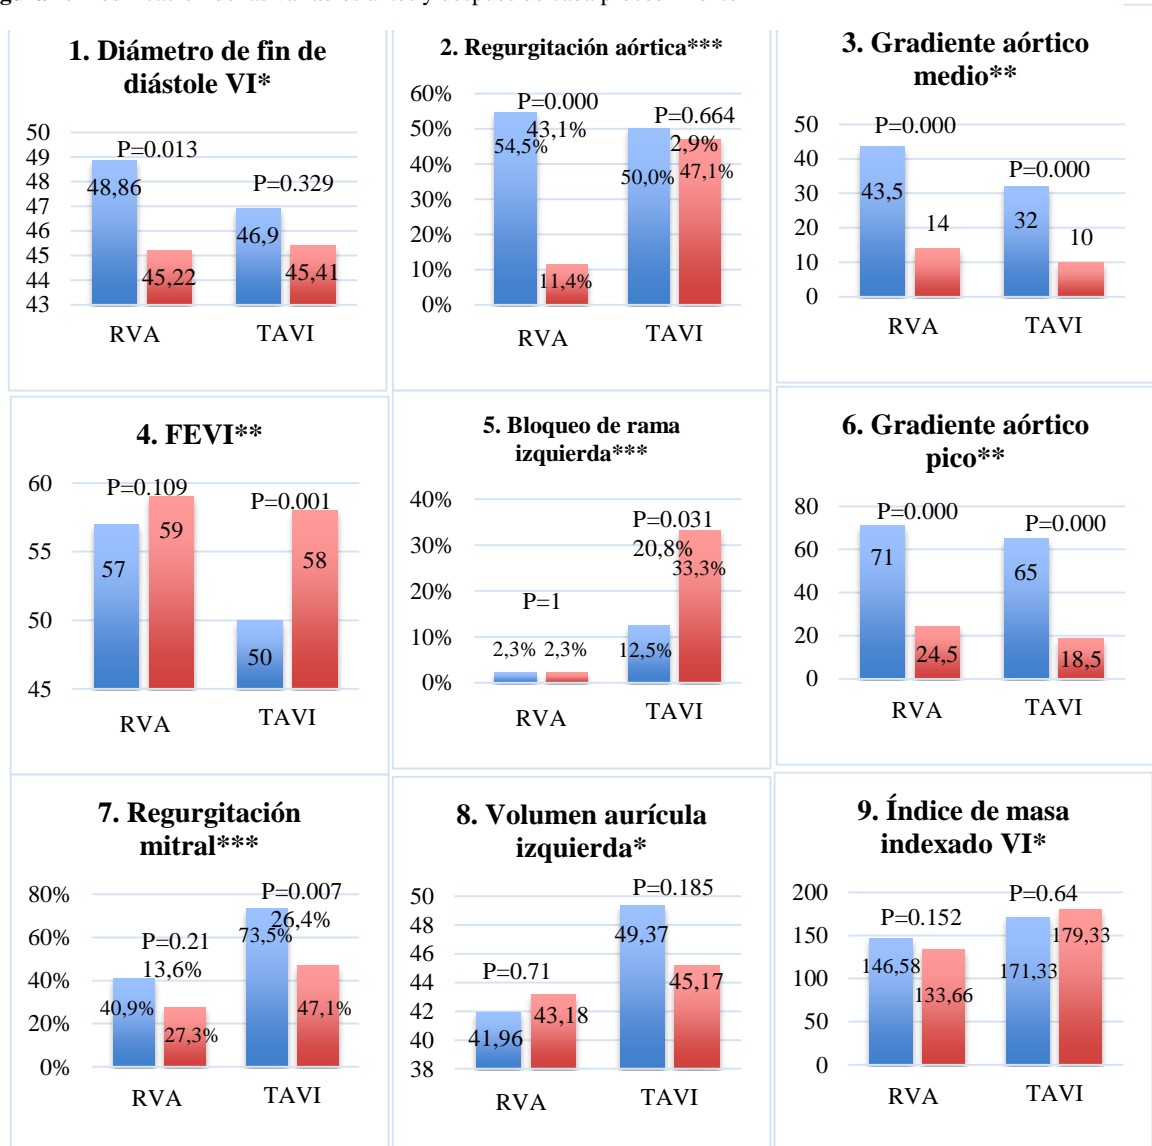 1. Diámetro de fin de
diástole VI*
50
49
48
47
46
45
44
43
P=0.013
48,86
45,22
P=0.329
46,9
45,41
RVA
TAVI
2. Regurgitación aórtica***
60%
50%
40%
30%
20%
10%
0%
P=0.000
43,1%
54,5%
11,4%
P=0.664
2,9%
50,0%
47,1%
RVA
TAVI
3. Gradiente aórtico
medio**
50
40
30
20
10
0
P=0.000
43,5
14
P=0.000
32
10
RVA
TAVI
4. FEVI**
60
55
50
45
P=0.109
57
59
P=0.001
50
58
RVA
TAVI
5. Bloqueo de rama
izquierda***
40%
30%
20%
10%
0%
P=1
2,3%
2,3%
P=0.031
20,8%
12,5%
33,3%
RVA
TAVI
6. Gradiente aórtico
pico**
80
60
40
20
0
P=0.000
71
24,5
P=0.000
65
18,5
RVA
TAVI
7. Regurgitación
mitral***
80%
60%
40%
20%
0%
P=0.21
13,6%
40,9%
27,3%
P=0.007
26,4%
73,5%
47,1%
RVA
TAVI
8. Volumen aurícula
izquierda*
50
48
46
44
42
40
38
P=0.71
41,96
43,18
P=0.185
49,37
45,17
RVA
TAVI
9. Índice de masa
indexado VI*
200
150
100
50
0
P=0.152
146,58
133,66
P=0.64
171,33
179,33
RVA
TAVI